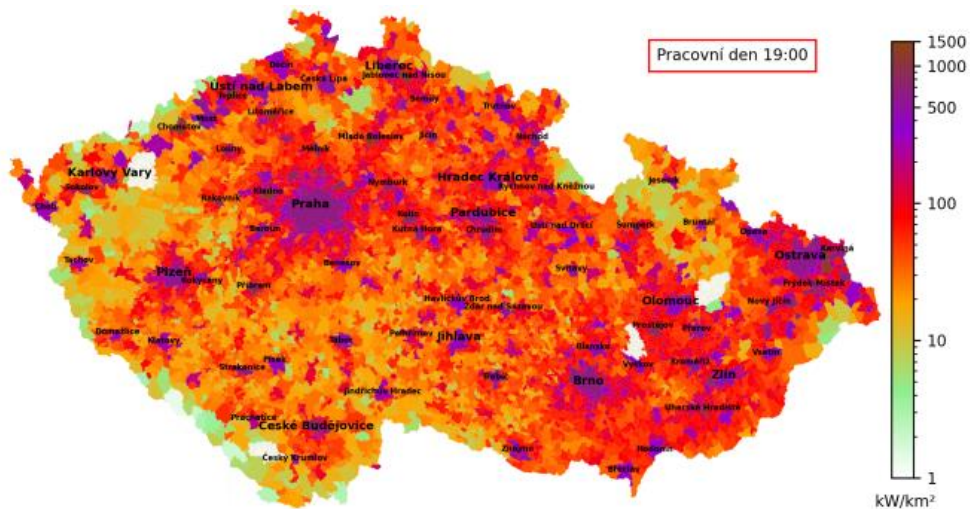 Pracovní den 19:00
1500
1000
500
100
10
1
kW/km²
Děčín
Liberec
Jablonec nad Nisou
Česká Lípa
Ústí nad Labem
Teplice
Semily
Most
Litoměřice
Trutnov
Chomutov
Mladá Boleslav
Jičín
Náchod
Louny
Mělník
Karlovy Vary
Sokolov
Hradec Králové
Rychnov nad Kněžnou
Jeseník
Cheb
Rakovník
Kladno
Nymburk
Praha
Kolín
Pardubice
Beroun
Kutná Hora
Chrudim
Ústí nad Orlicí
Šumperk
Bruntál
Opava
Karviná
Ostrava
Tachov
Plzeň
Rokycany
Benešov
Svitavy
Příbram
Frýdek Místek
Havlíčkův Brod
Žďár nad Sázavou
Olomouc
Nový Jičín
Domažlice
Klatovy
Tábor
Pelhřimov
Jihlava
Prostějov
Přerov
Blansko
Vsetín
Písek
Strakonice
Vyškov
Kroměříž
Třebíč
Brno
Zlín
Jindřichův Hradec
Uherské Hradiště
Prachatice
České Budějovice
Znojmo
Hodonín
Český Krumlov
Břeclav